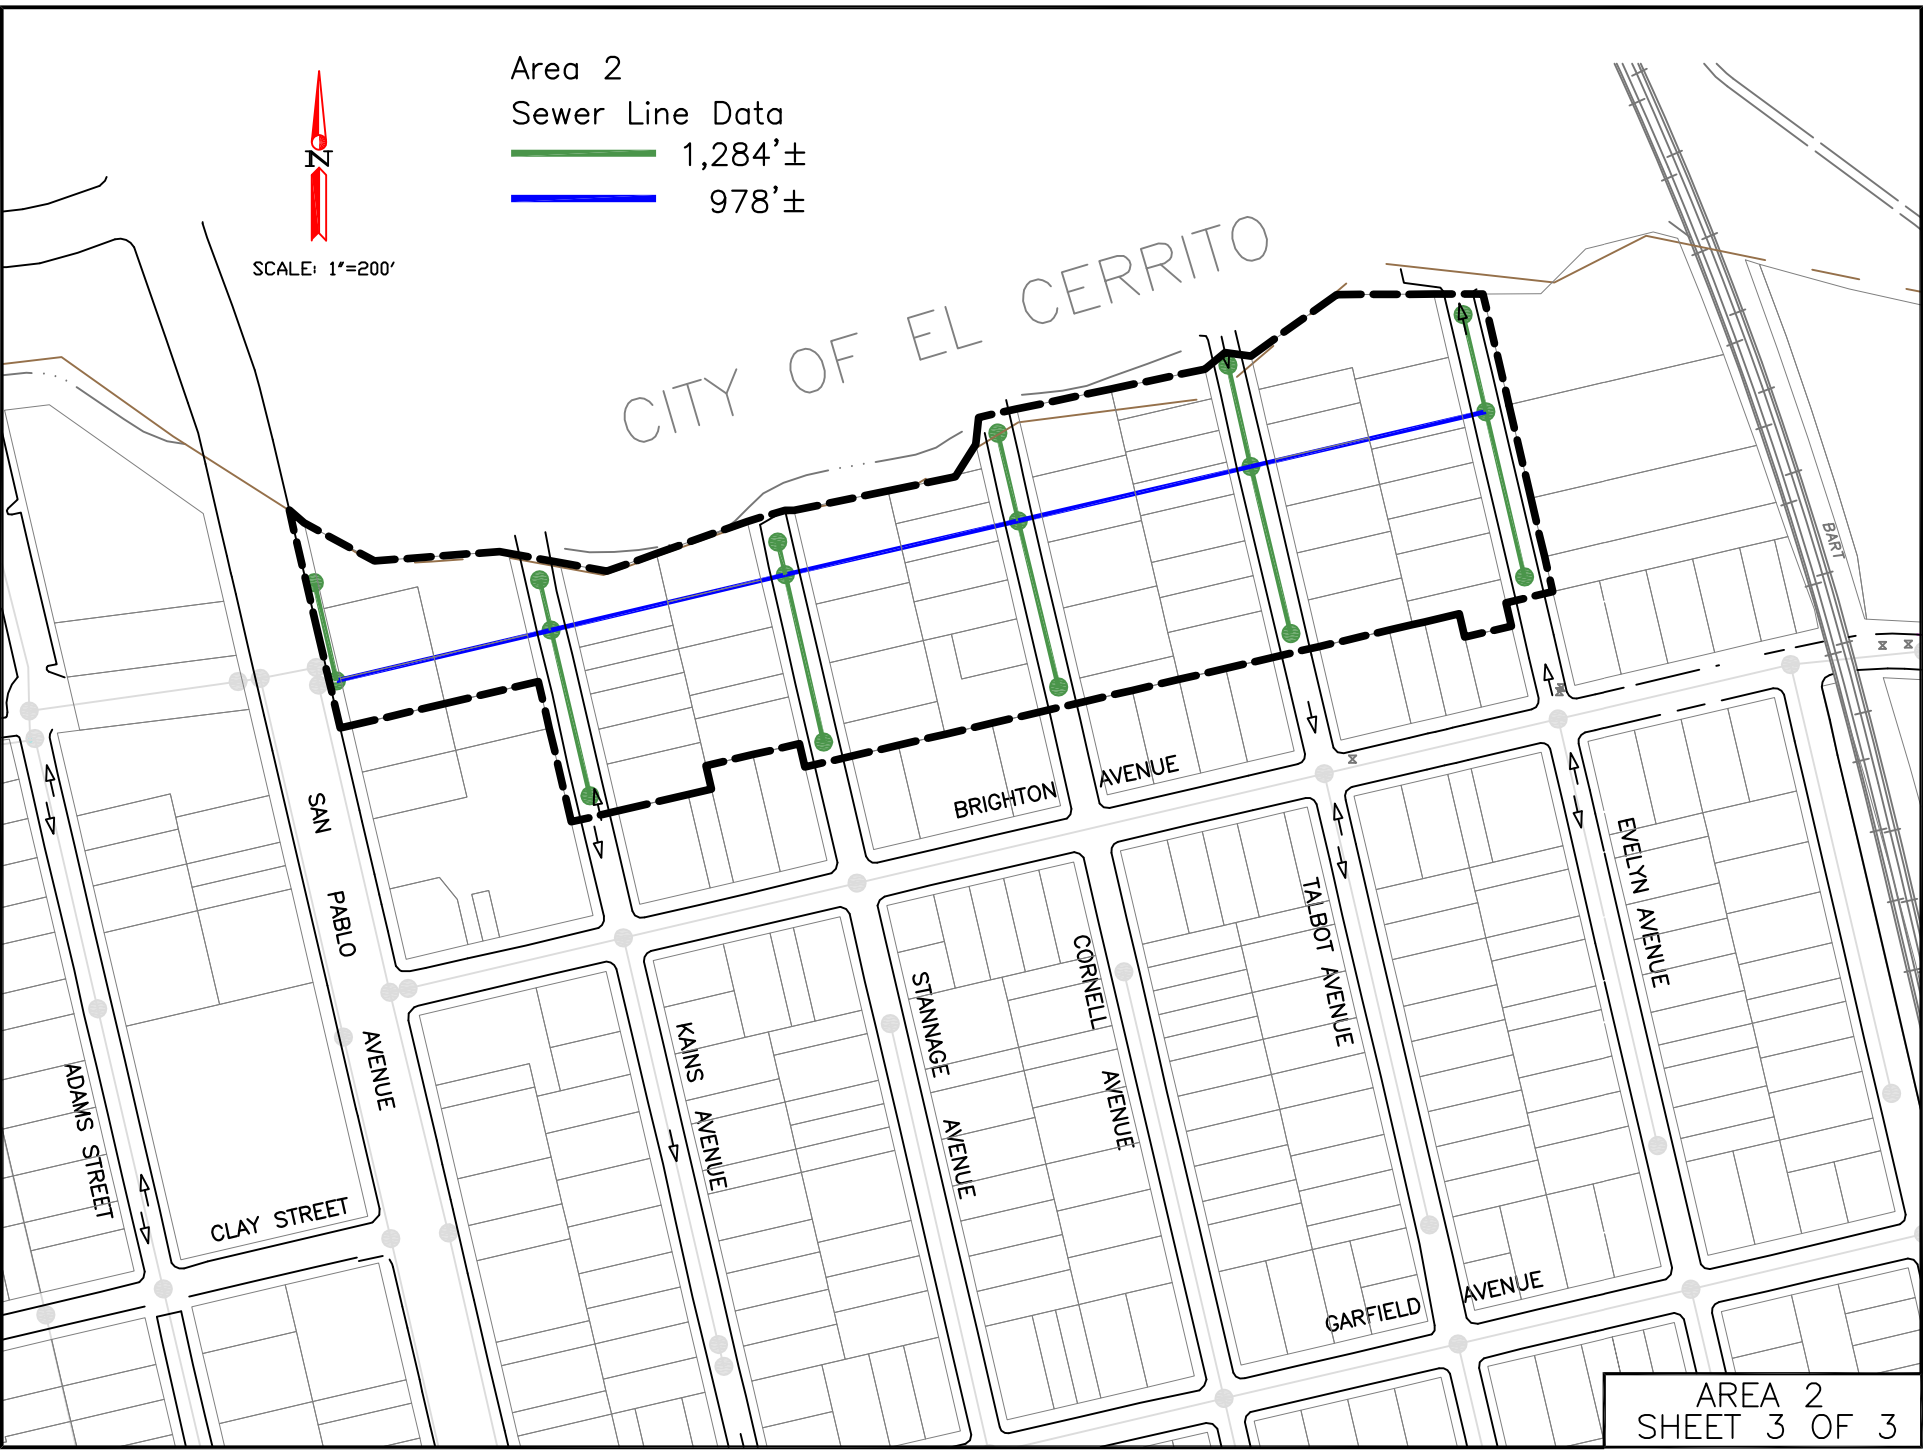 Area 2
Sewer Line Data
1,284'±
978'±
N
SCALE: 1"=200'
CITY OF EL CERRITO
BART
BRIGHTON AVENUE
SAN PABLO AVENUE
ADAMS STREET
CLAY STREET
KAINS AVENUE
STANNAGE AVENUE
CORNELL AVENUE
TALBOT AVENUE
EVELYN AVENUE
GARFIELD AVENUE
AREA 2
SHEET 3 OF 3